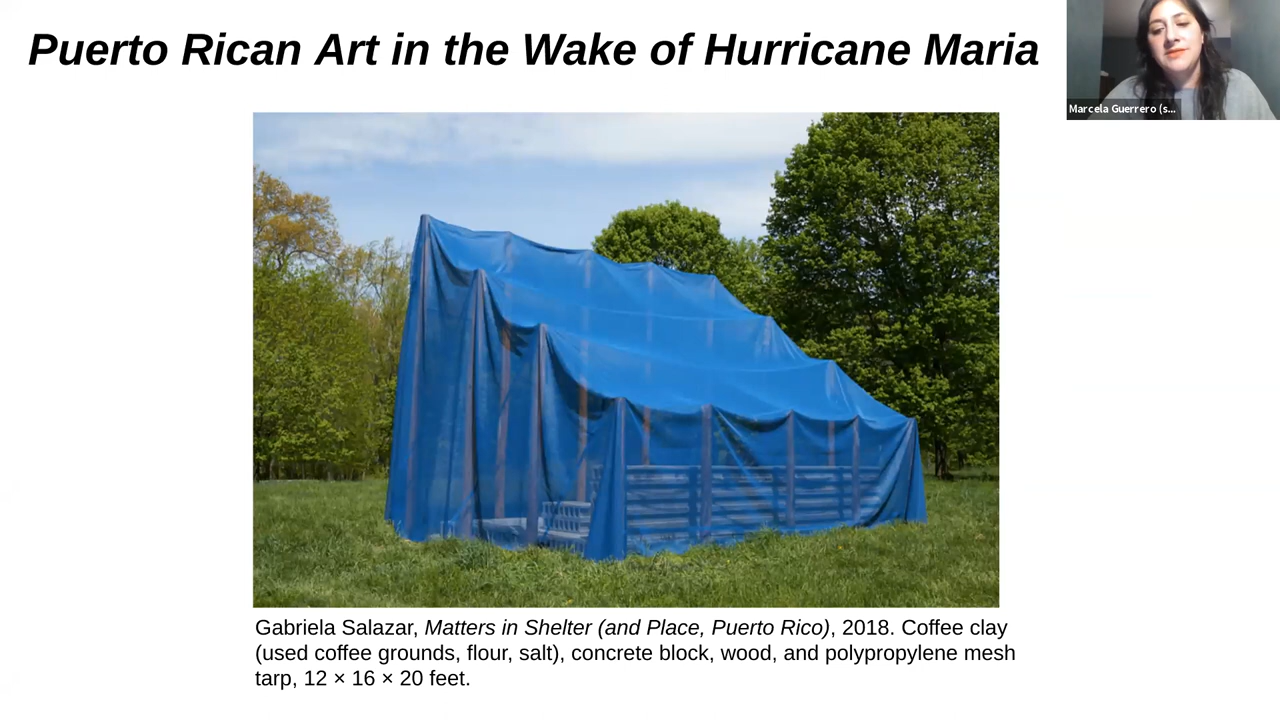 Puerto Rican Art in the Wake of Hurricane Maria
Marcela Guerrero (s...
Gabriela Salazar, Matters in Shelter (and Place, Puerto Rico), 2018. Coffee clay
(used coffee grounds, flour, salt), concrete block, wood, and polypropylene mesh
tarp, 12 × 16 × 20 feet.